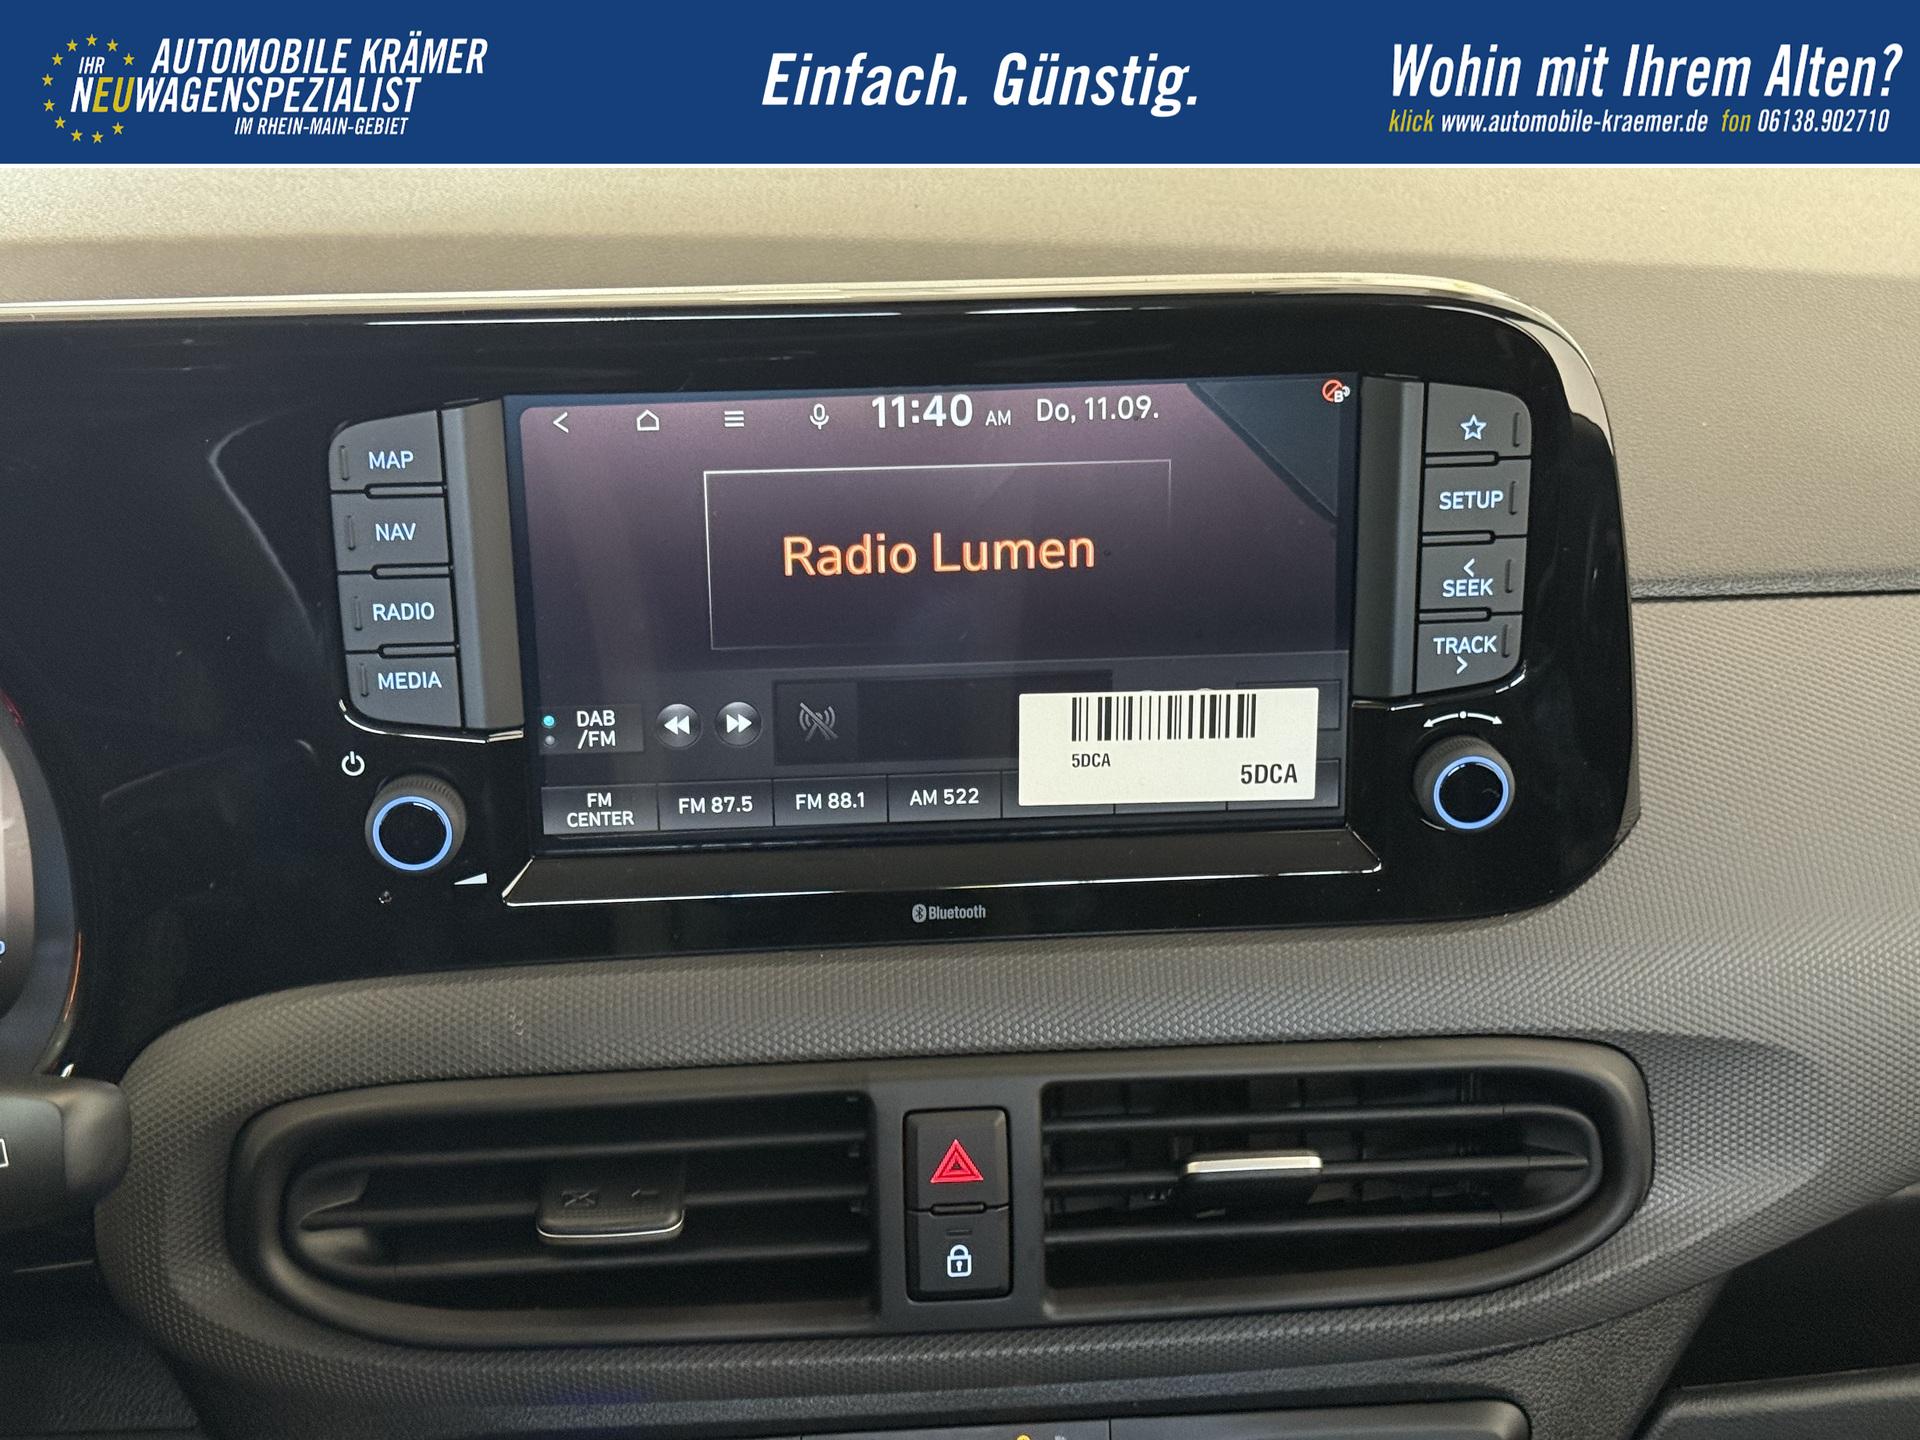 IHR
AUTOMOBILE KRÄMER
NEUWAGENSPEZIALIST
IM RHEIN-MAIN-GEBIET
Einfach. Günstig.
Wohin mit Ihrem Alten?
klick www.automobile-kraemer.de fon 06138.902710
11:40 AM Do, 11.09.
MAP
NAV
RADIO
MEDIA
Radio Lumen
SETUP
<
SEEK
TRACK
>
DAB
/FM
FM
CENTER
FM 87.5
FM 88.1
AM 522
5DCA
5DCA
Bluetooth